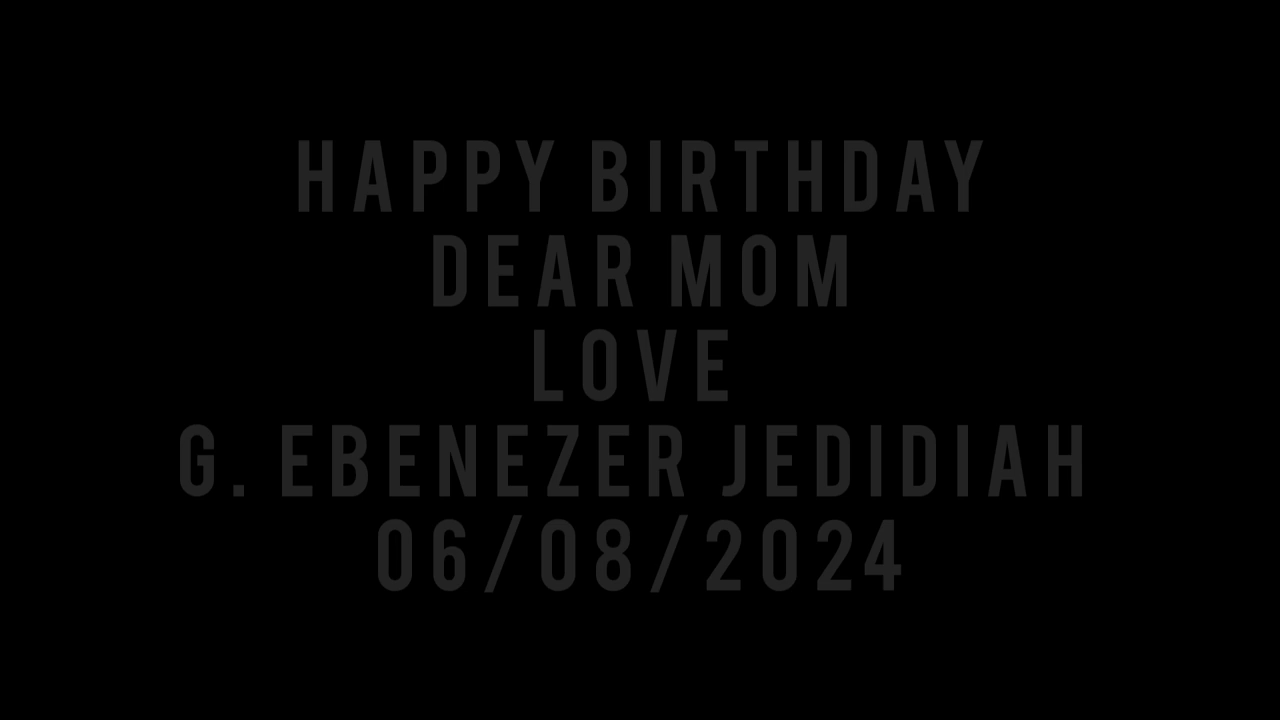 HAPPY BIRTHDAY
DEAR MOM
LOVE
G. EBENEZER JEDIDIAH
06/08/2024